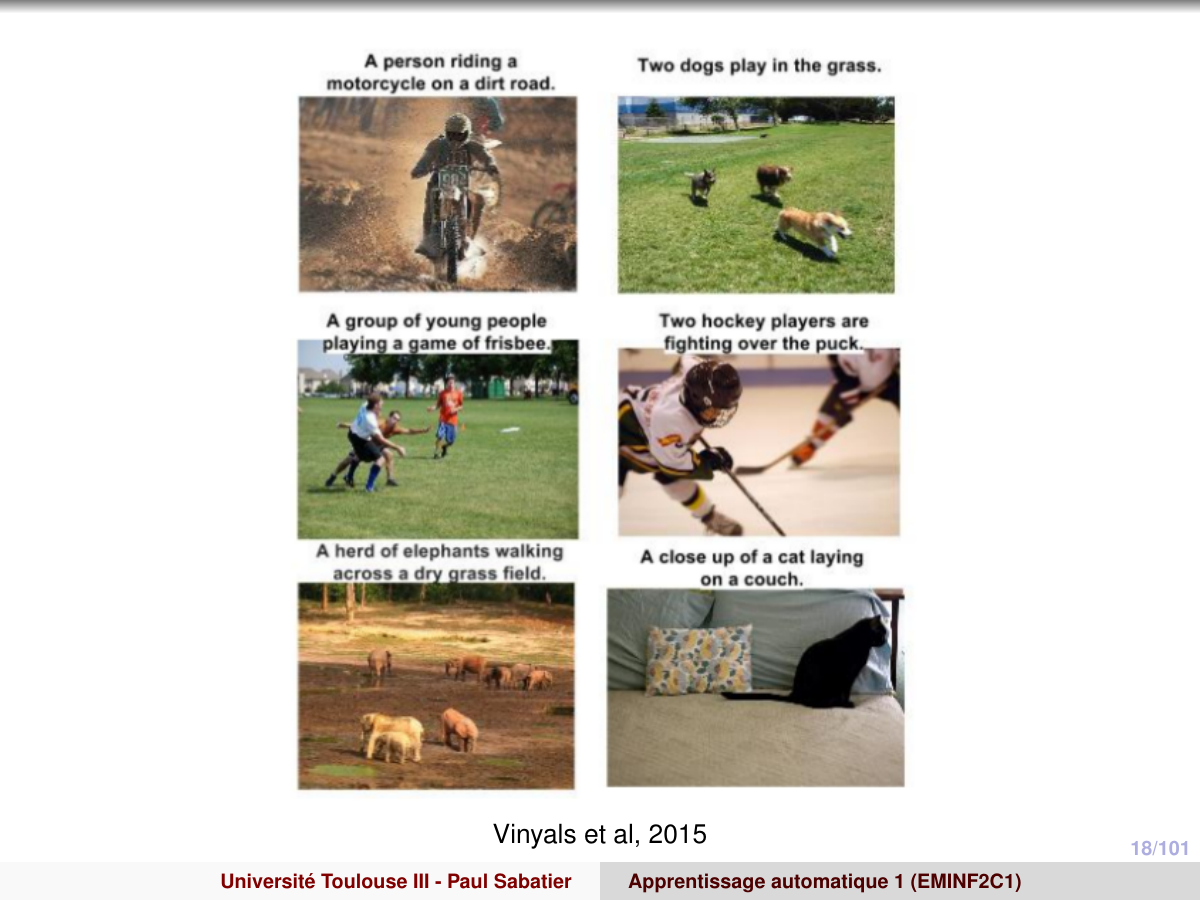 A person riding a
motorcycle on a dirt road.
Two dogs play in the grass.
A group of young people
playing a game of frisbee.
Two hockey players are
fighting over the puck.
A herd of elephants walking
across a dry grass field.
A close up of a cat laying
on a couch.
Vinyals et al, 2015
18/101
Université Toulouse III - Paul Sabatier
Apprentissage automatique 1 (EMINF2C1)